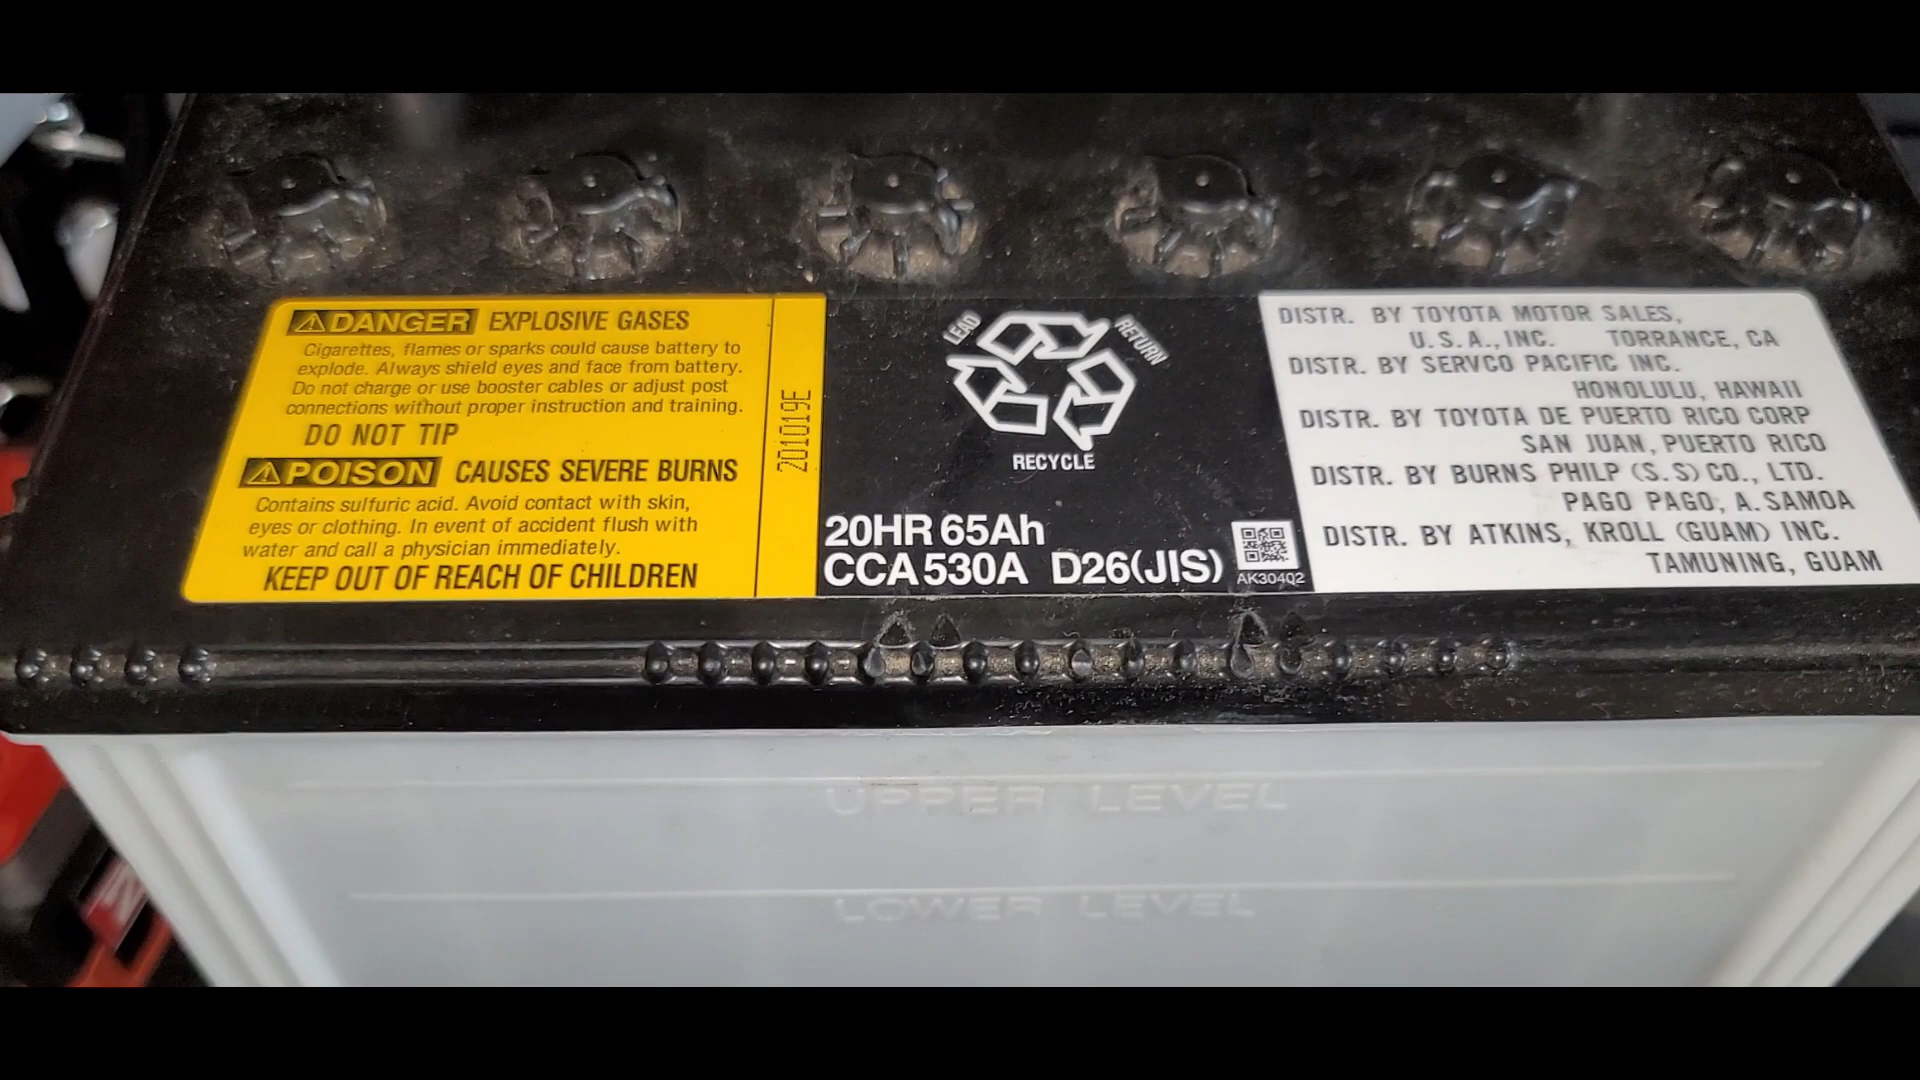 DANGER EXPLOSIVE GASES
Cigarettes, flames or sparks could cause battery to
explode. Always shield eyes and face from battery.
Do not charge or use booster cables or adjust post
connections without proper instruction and training.
DO NOT TIP
POISON CAUSES SEVERE BURNS
Contains sulfuric acid. Avoid contact with skin,
eyes or clothing. In event of accident flush with
water and call a physician immediately.
KEEP OUT OF REACH OF CHILDREN
201019E
LEAD
RETURN
RECYCLE
20HR 65Ah
CCA 530A D26(JIS)
AK30402
DISTR. BY TOYOTA MOTOR SALES,
U.S.A., INC. TORRANCE, CA
DISTR. BY SERVCO PACIFIC INC.
HONOLULU, HAWAII
DISTR. BY TOYOTA DE PUERTO RICO CORP
SAN JUAN, PUERTO RICO
DISTR. BY BURNS PHILP (S.S) CO., LTD.
PAGO PAGO, A.SAMOA
DISTR. BY ATKINS, KROLL (GUAM) INC.
TAMUNING, GUAM
UPPER LEVEL
LOWER LEVEL